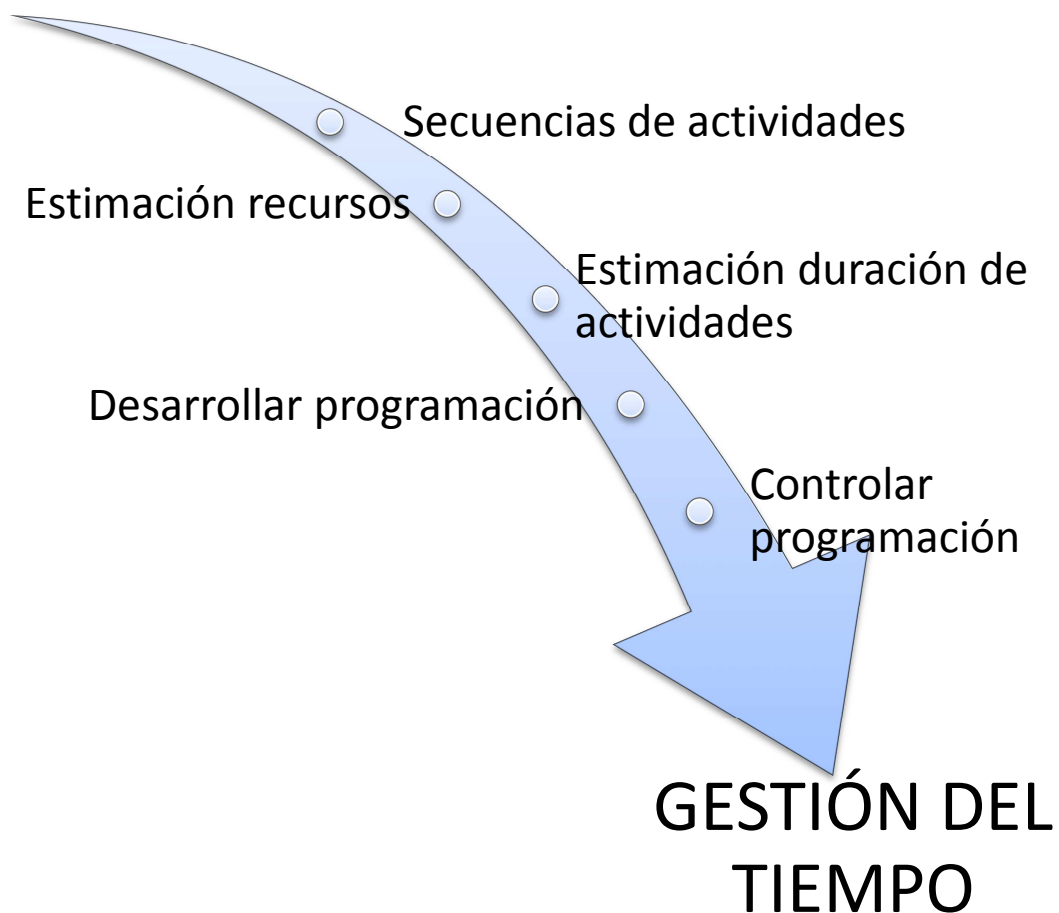 Secuencias de actividades
Estimación recursos
Estimación duración de
actividades
Desarrollar programación
Controlar
programación
GESTIÓN DEL
TIEMPO